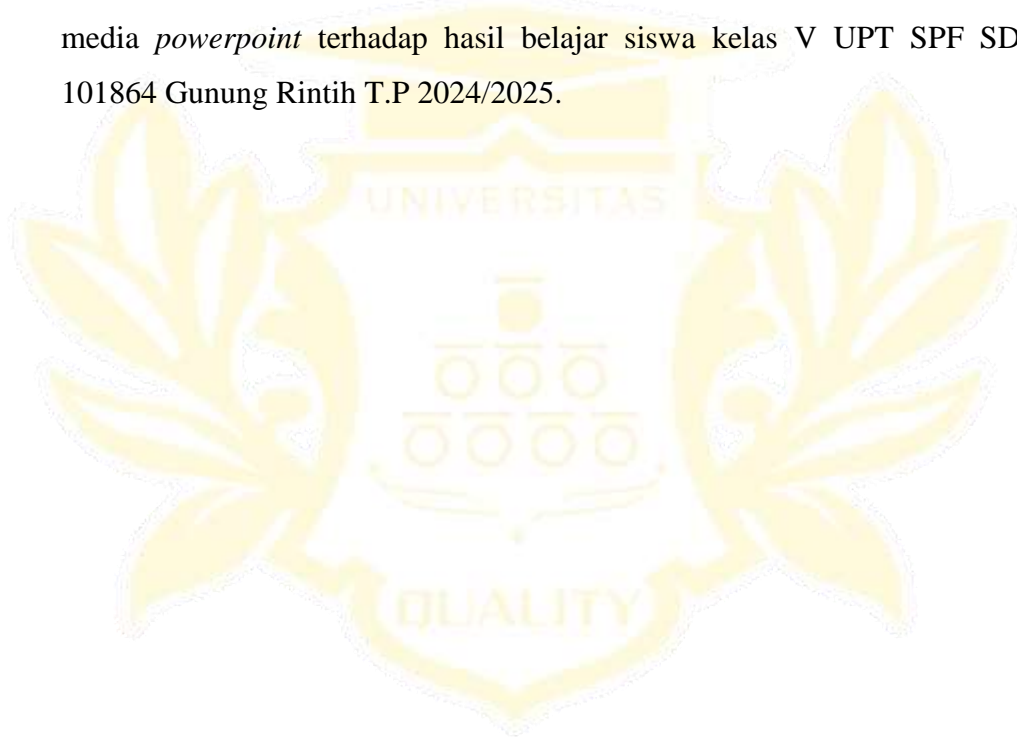 media powerpoint terhadap hasil belajar siswa kelas V UPT SPF SD
101864 Gunung Rintih T.P 2024/2025.
UNIVERSITAS
QUALITY